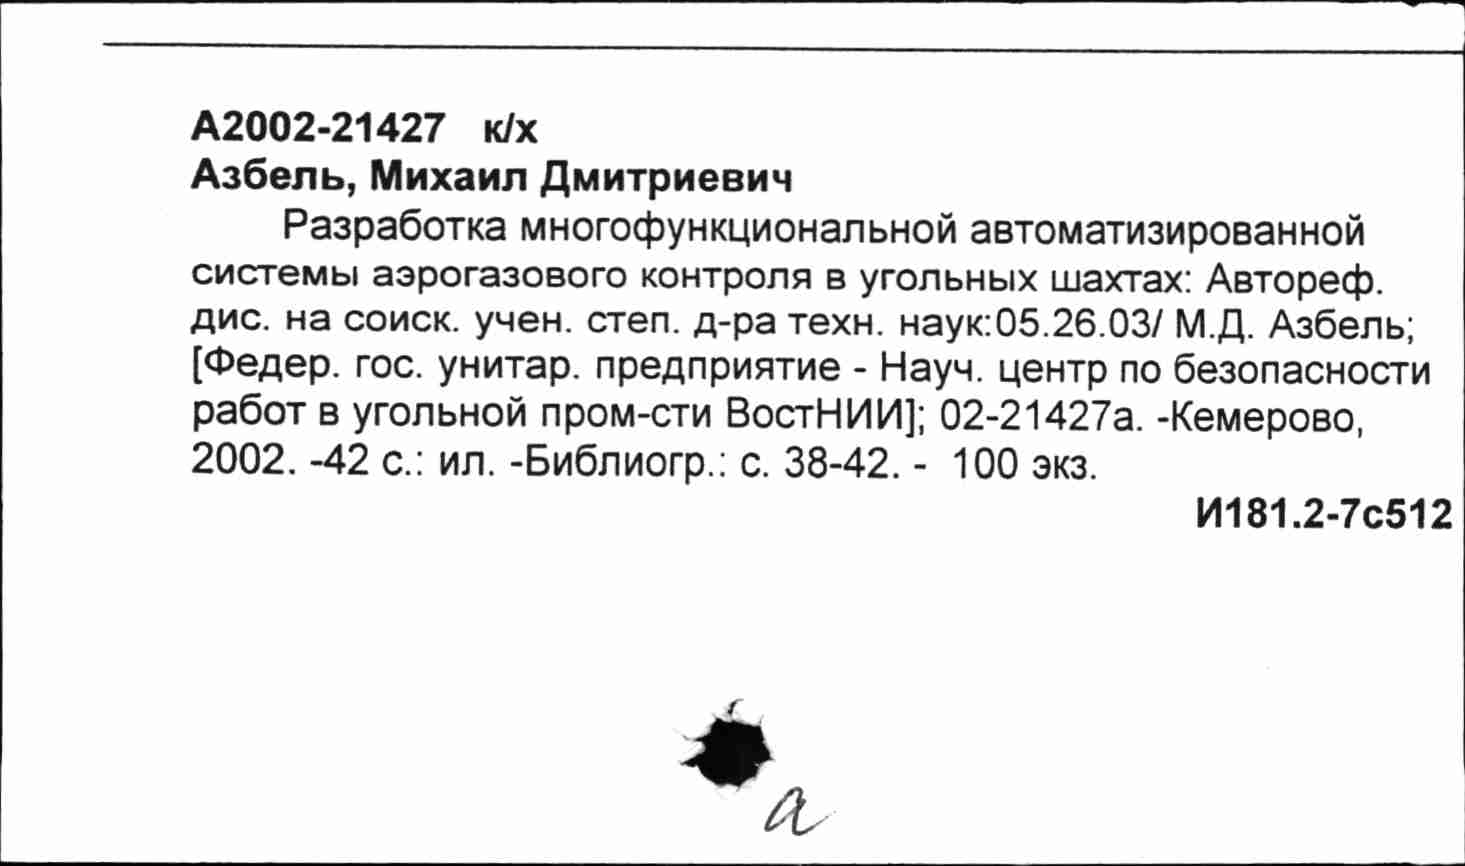 А2002-21427 к/х
Азбель, Михаил Дмитриевич
Разработка многофункциональной автоматизированной
системы аэрогазового контроля в угольных шахтах: Автореф.
дис. на соиск. учен. степ. д-ра техн. наук:05.26.03/ М.Д. Азбель;
[Федер. гос. унитар. предприятие - Науч. центр по безопасности
работ в угольной пром-сти ВостНИИ]; 02-21427а. -Кемерово,
2002. -42 с.: ил. -Библиогр.: с. 38-42. - 100 экз.
И181.2-7с512
а